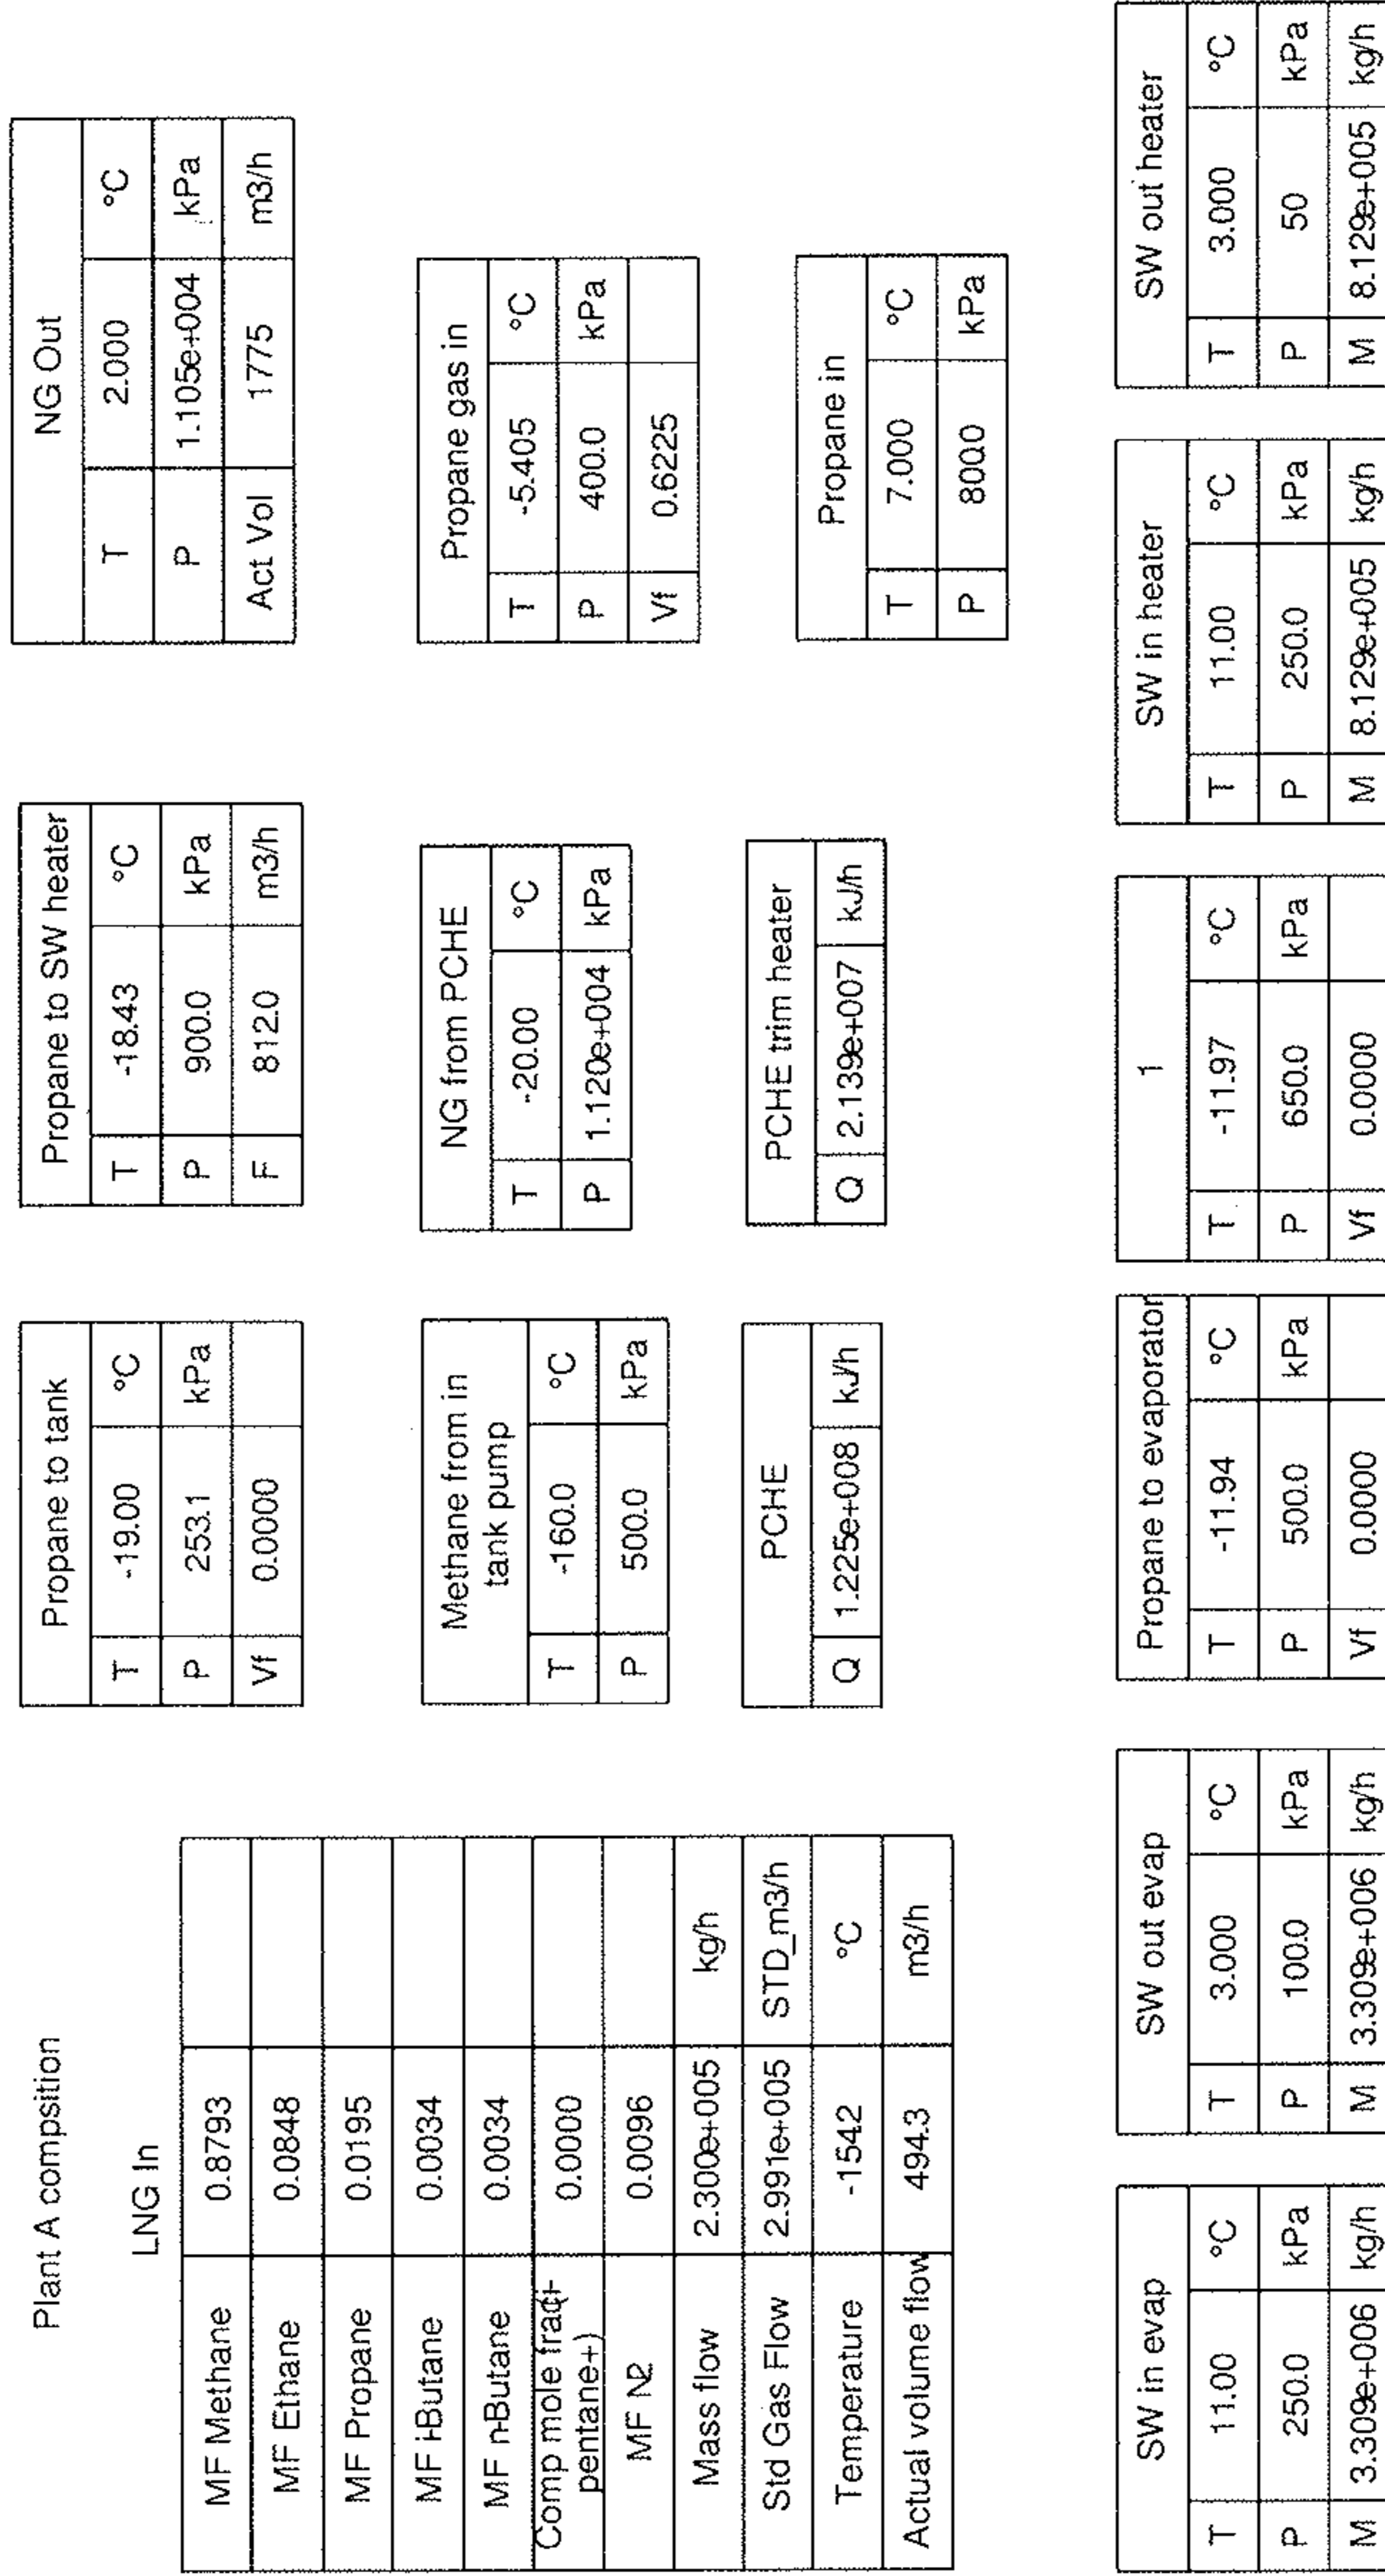 Plant A compsition
LNG In
MF Methane 0.8793
MF Ethane 0.0848
MF Propane 0.0195
MF i-Butane 0.0034
MF n-Butane 0.0034
Comp mole frac(i-
pentane+) 0.0000
MF N2 0.0096
Mass flow 2.300e+005 kg/h
Std Gas Flow 2.991e+005 STD_m3/h
Temperature -154.2 °C
Actual volume flow 494.3 m3/h
Propane to tank
T -19.00 °C
P 253.1 kPa
Vf 0.0000
Propane to SW heater
T -18.43 °C
P 900.0 kPa
F 812.0 m3/h
NG Out
T 2.000 °C
P 1.105e+004 kPa
Act Vol 1775 m3/h
Methane from in
tank pump
T -160.0 °C
P 500.0 kPa
NG from PCHE
T -20.00 °C
P 1.120e+004 kPa
Propane gas in
T -5.405 °C
P 400.0 kPa
Vf 0.6225
PCHE
Q 1.225e+008 kJ/h
PCHE trim heater
Q 2.139e+007 kJ/h
Propane in
T 7.000 °C
P 800.0 kPa
SW in evap
T 11.00 °C
P 250.0 kPa
M 3.309e+006 kg/h
SW out evap
T 3.000 °C
P 100.0 kPa
M 3.309e+006 kg/h
Propane to evaporator
T -11.94 °C
P 500.0 kPa
Vf 0.0000
1
T -11.97 °C
P 650.0 kPa
Vf 0.0000
SW in heater
T 11.00 °C
P 250.0 kPa
M 8.129e+005 kg/h
SW out heater
T 3.000 °C
P 50 kPa
M 8.129e+005 kg/h